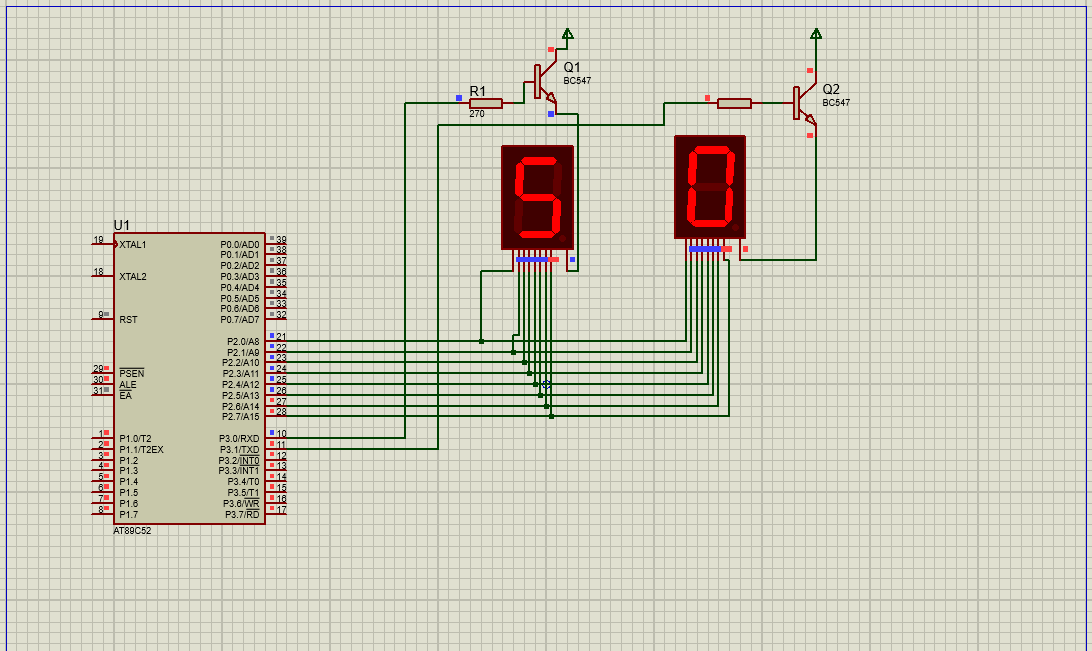 Q1
BC547
R1
270
Q2
BC547
5
0
U1
19 XTAL1 P0.0/AD0 39
P0.1/AD1 38
P0.2/AD2 37
18 XTAL2 P0.3/AD3 36
P0.4/AD4 35
P0.5/AD5 34
P0.6/AD6 33
9 RST P0.7/AD7 32
P2.0/A8 21
P2.1/A9 22
P2.2/A10 23
29 PSEN P2.3/A11 24
30 ALE P2.4/A12 25
31 EA P2.5/A13 26
P2.6/A14 27
P2.7/A15 28
1 P1.0/T2 P3.0/RXD 10
2 P1.1/T2EX P3.1/TXD 11
3 P1.2 P3.2/INT0 12
4 P1.3 P3.3/INT1 13
5 P1.4 P3.4/T0 14
6 P1.5 P3.5/T1 15
7 P1.6 P3.6/WR 16
8 P1.7 P3.7/RD 17
AT89C52